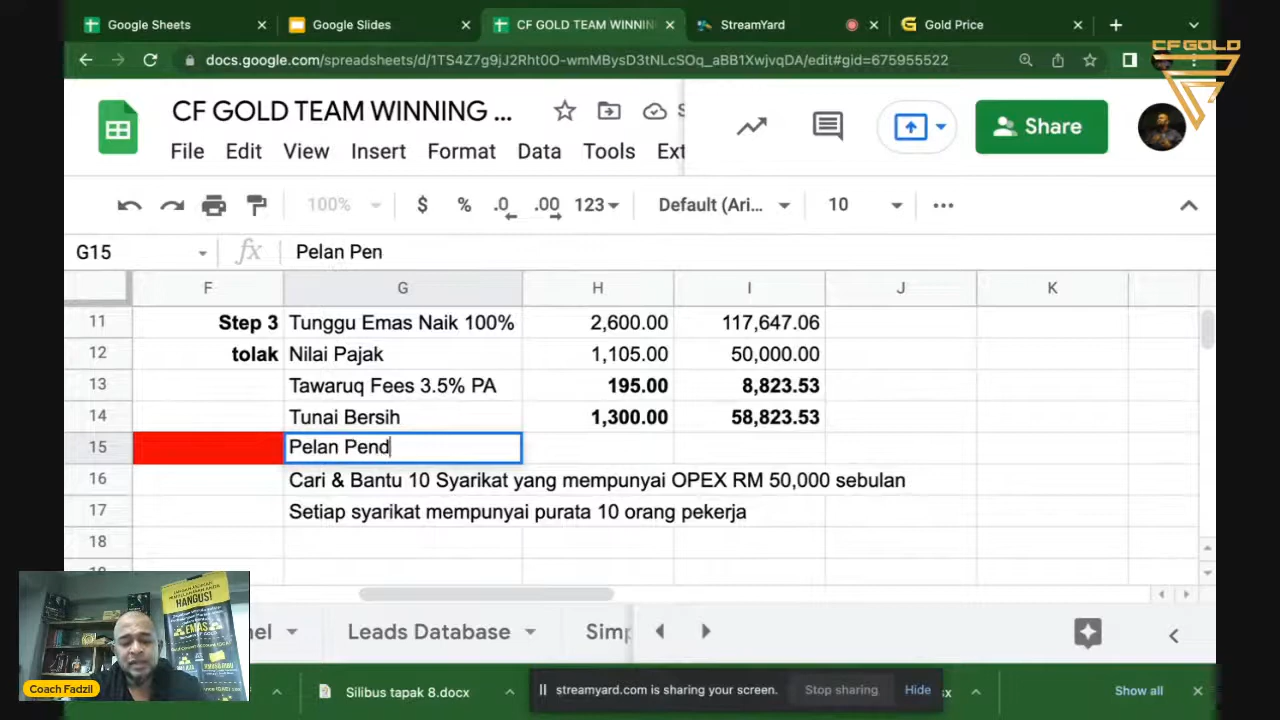 Google Sheets
Google Slides
CF GOLD TEAM WINNIN
StreamYard
Gold Price
docs.google.com/spreadsheets/d/1TS4Z7g9jJ2Rht0O-wmMBysD3tNLcSOq_aBB1XwjvqDA/edit#gid=675955522
CF GOLD
CF GOLD TEAM WINNING ...
File Edit View Insert Format Data Tools Ext
Share
100% $ % .0 .00 123 Default (Ari... 10
G15 fx Pelan Pen
F G H I J K
11 Step 3 Tunggu Emas Naik 100% 2,600.00 117,647.06
12 tolak Nilai Pajak 1,105.00 50,000.00
13 Tawaruq Fees 3.5% PA 195.00 8,823.53
14 Tunai Bersih 1,300.00 58,823.53
15 Pelan Pend
16 Cari & Bantu 10 Syarikat yang mempunyai OPEX RM 50,000 sebulan
17 Setiap syarikat mempunyai purata 10 orang pekerja
18
HANGUS!
EMAS
Coach Fadzil
nel Leads Database Simp
Silibus tapak 8.docx
streamyard.com is sharing your screen. Stop sharing Hide
Show all